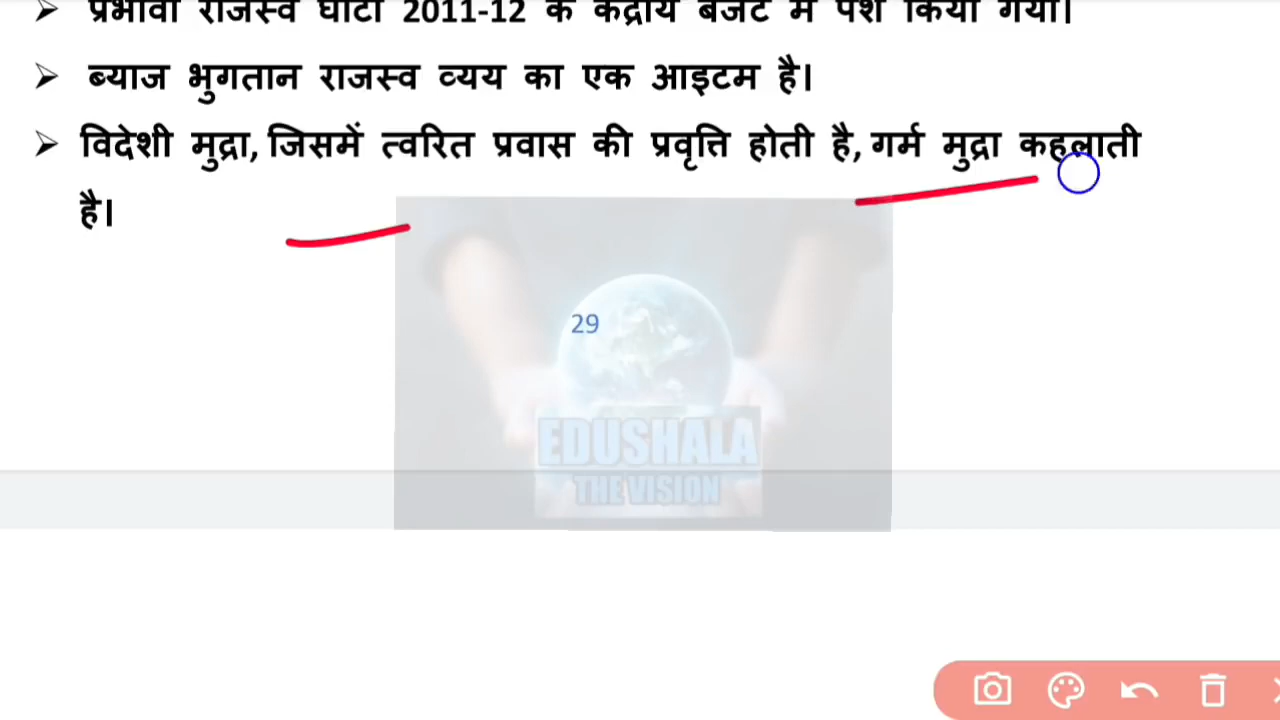 प्रभावी राजस्व घाटा 2011-12 के केंद्रीय बजट में पेश किया गया।
➢ ब्याज भुगतान राजस्व व्यय का एक आइटम है।
➢ विदेशी मुद्रा, जिसमें त्वरित प्रवास की प्रवृत्ति होती है, गर्म मुद्रा कहलाती
है।
29
EDUSHALA
THE VISION